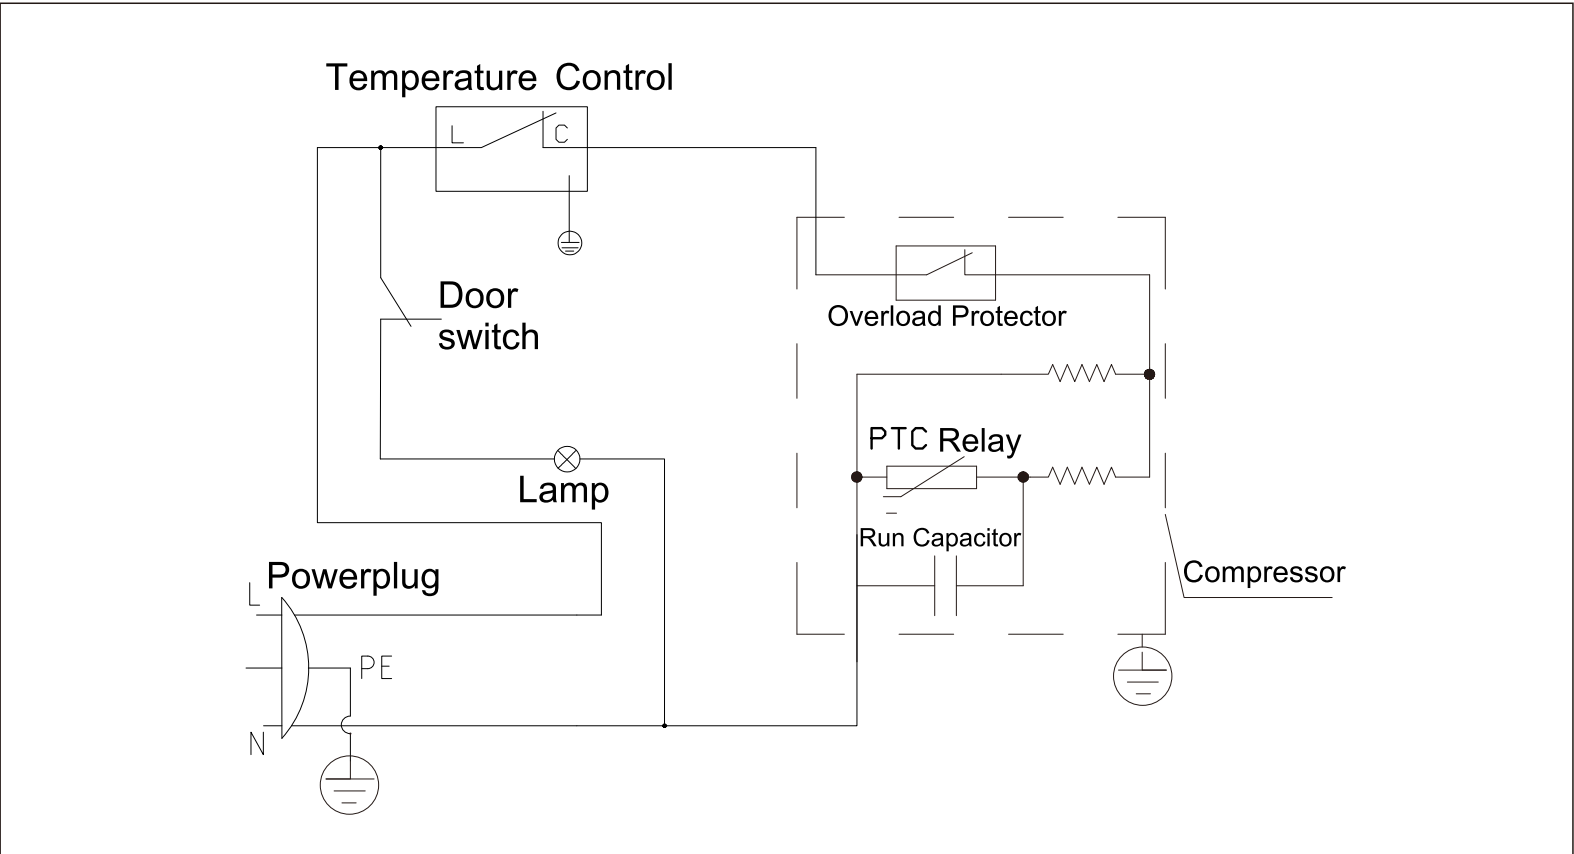 Temperature Control
L C
Door
switch
Overload Protector
PTC Relay
Lamp
Run Capacitor
Powerplug
Compressor
L
PE
N